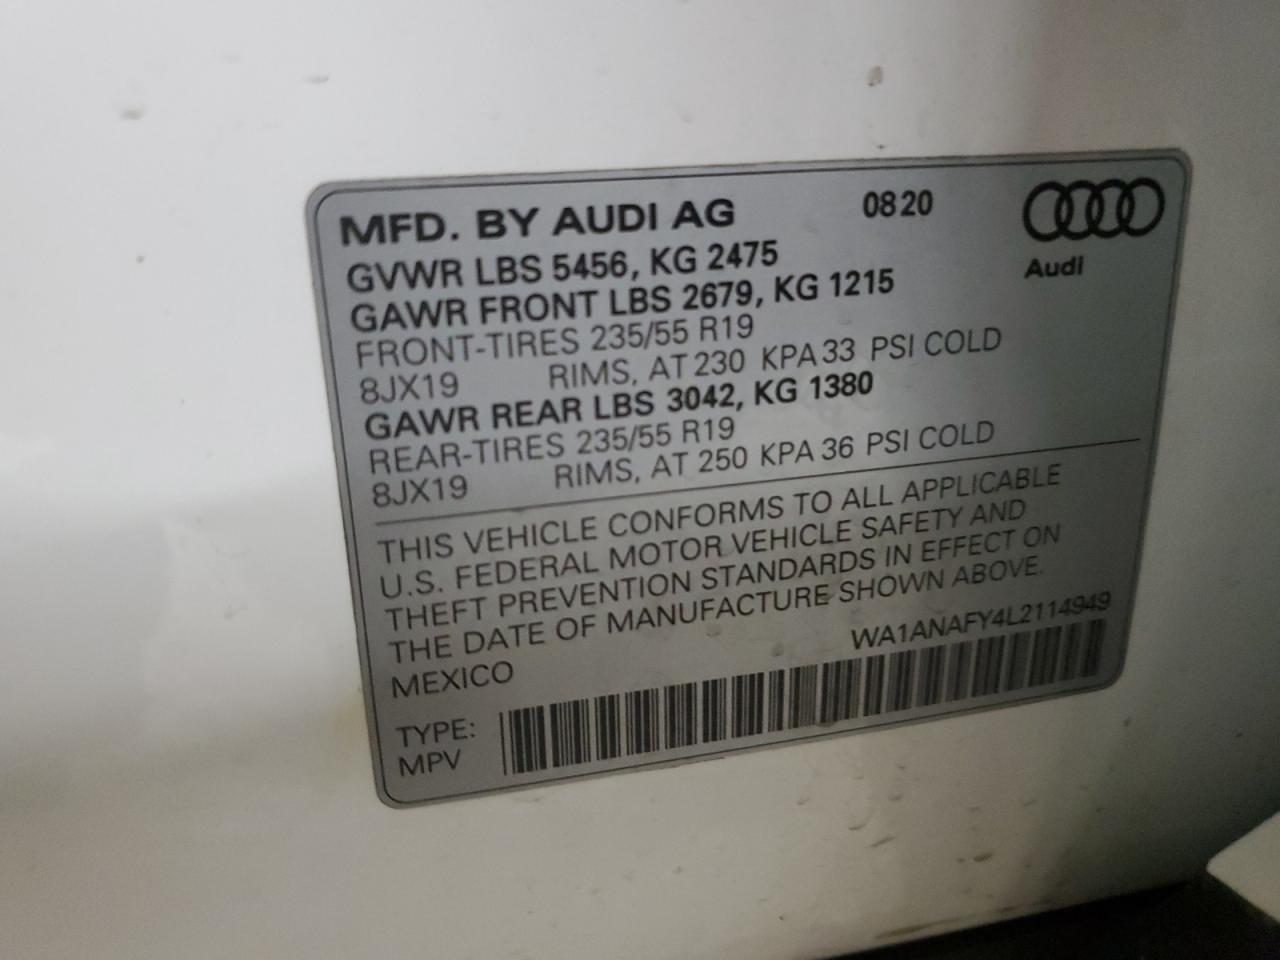 MFD. BY AUDI AG 0820
Audi
GVWR LBS 5456, KG 2475
GAWR FRONT LBS 2679, KG 1215
FRONT-TIRES 235/55 R19
8JX19 RIMS, AT 230 KPA 33 PSI COLD
GAWR REAR LBS 3042, KG 1380
REAR-TIRES 235/55 R19
8JX19 RIMS, AT 250 KPA 36 PSI COLD
THIS VEHICLE CONFORMS TO ALL APPLICABLE
U.S. FEDERAL MOTOR VEHICLE SAFETY AND
THEFT PREVENTION STANDARDS IN EFFECT ON
THE DATE OF MANUFACTURE SHOWN ABOVE.
MEXICO WA1ANAFY4L2114949
TYPE:
MPV